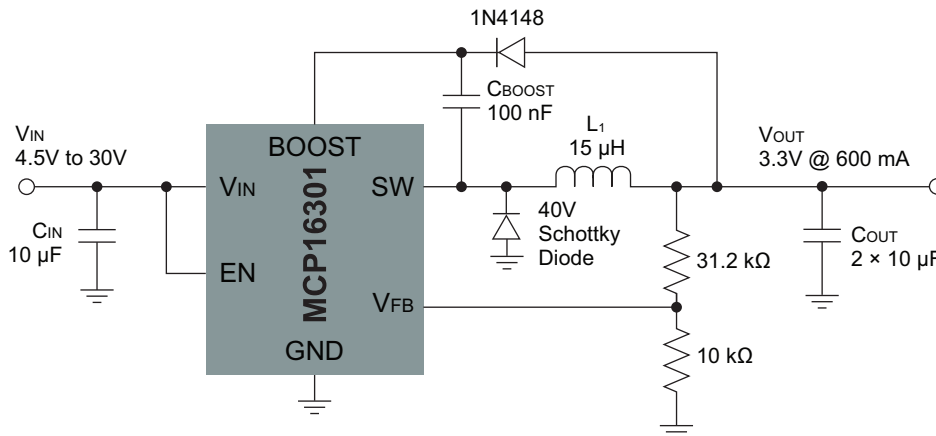 1N4148
CBOOST
100 nF
VIN
4.5V to 30V
BOOST
L1
15 µH
VOUT
3.3V @ 600 mA
VIN
SW
MCP16301
CIN
10 µF
40V
Schottky
Diode
COUT
2 × 10 µF
31.2 kΩ
EN
VFB
GND
10 kΩ